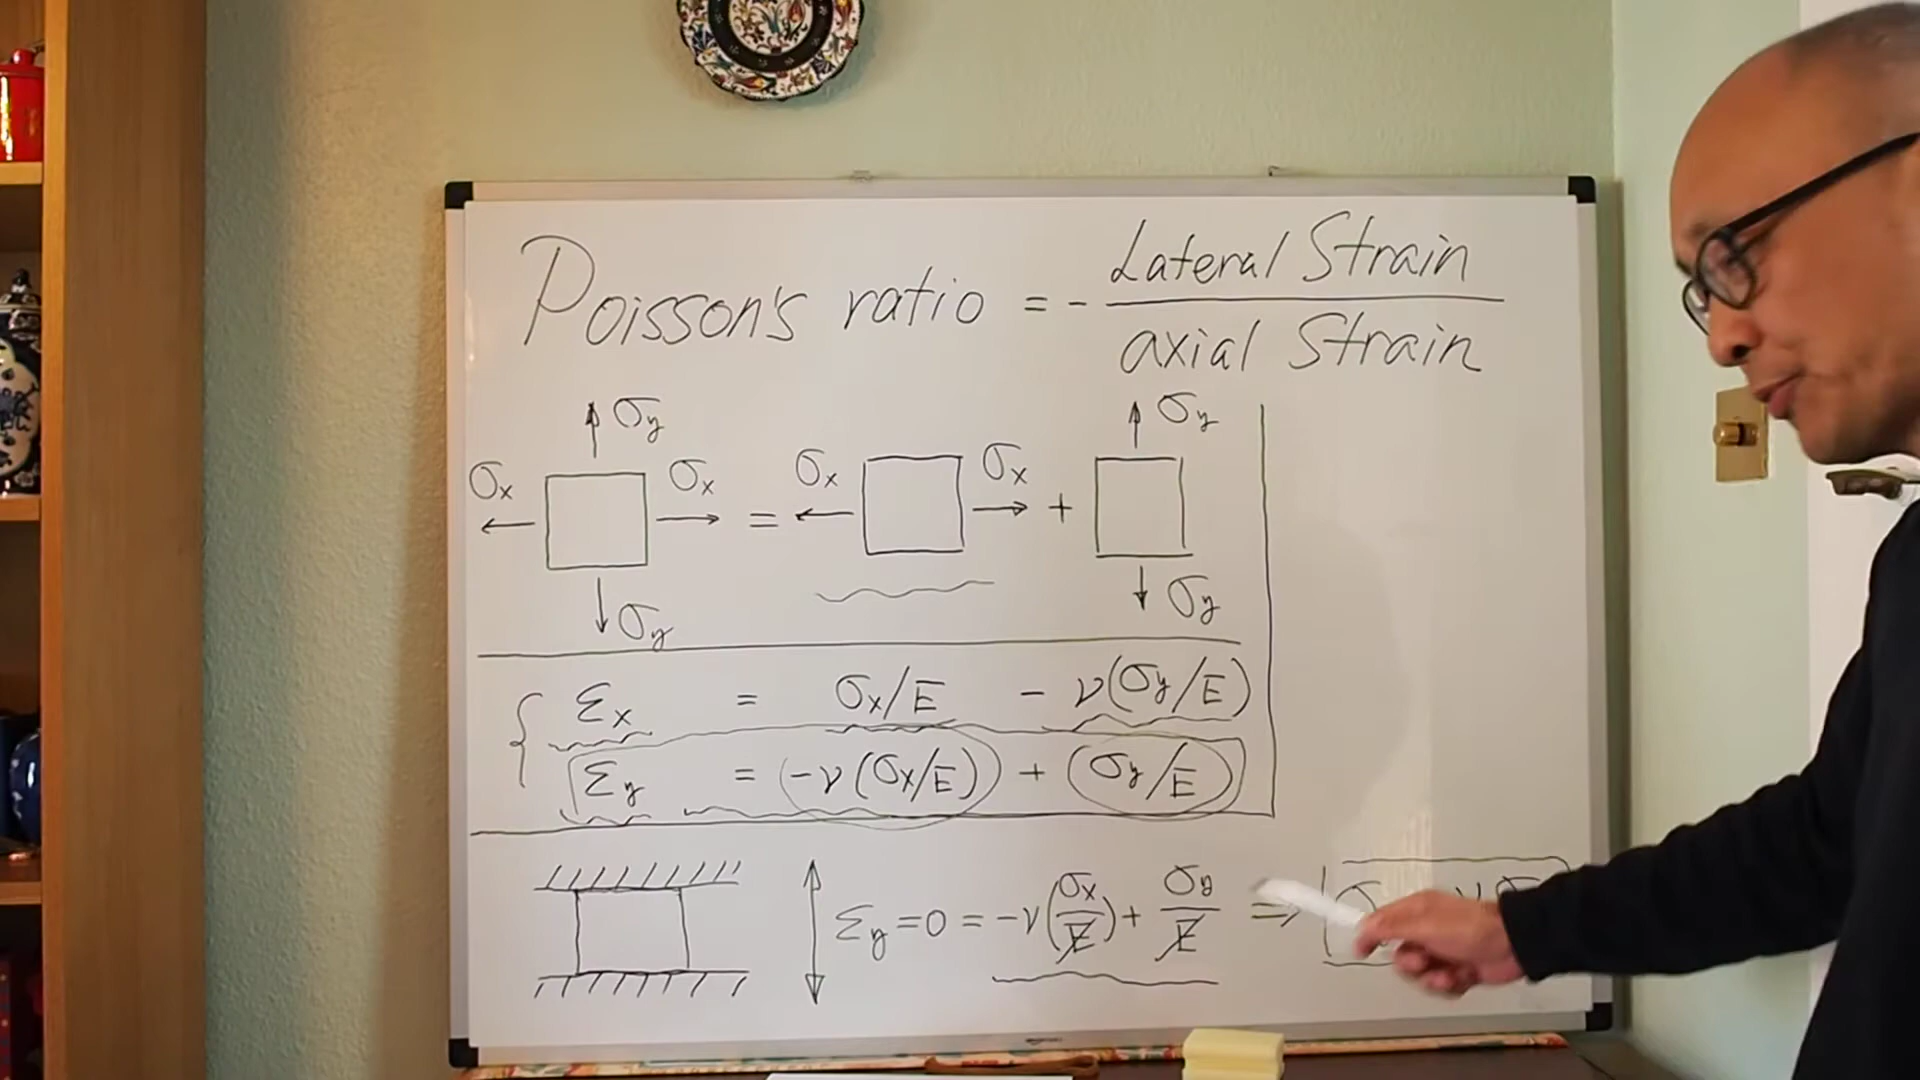 Poisson's ratio = - Lateral Strain / axial Strain
σy σy
σx σx = σx σx +
σy σy
εx = σx/E - ν(σy/E)
εy = -ν(σx/E) + σy/E
εy = 0 = -ν(σx/E) + σy/E ⇒